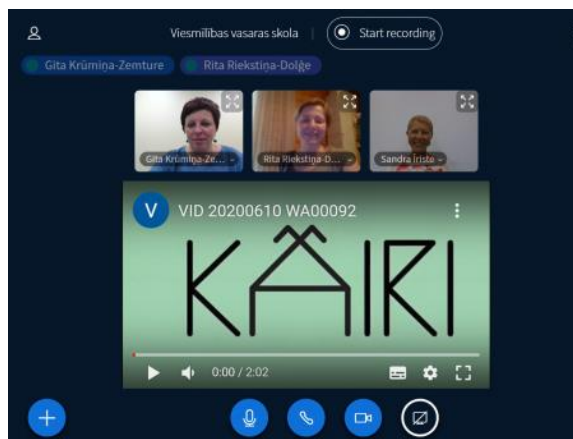 Viesmīlības vasaras skola | Start recording
Gita Krūmiņa-Zemture Rita Riekstiņa-Dolģe
Gita Krūmiņa-Ze... Rita Riekstiņa-D... Sandra Iriste
V VID 20200610 WA00092
KÂIRI
0:00 / 2:02